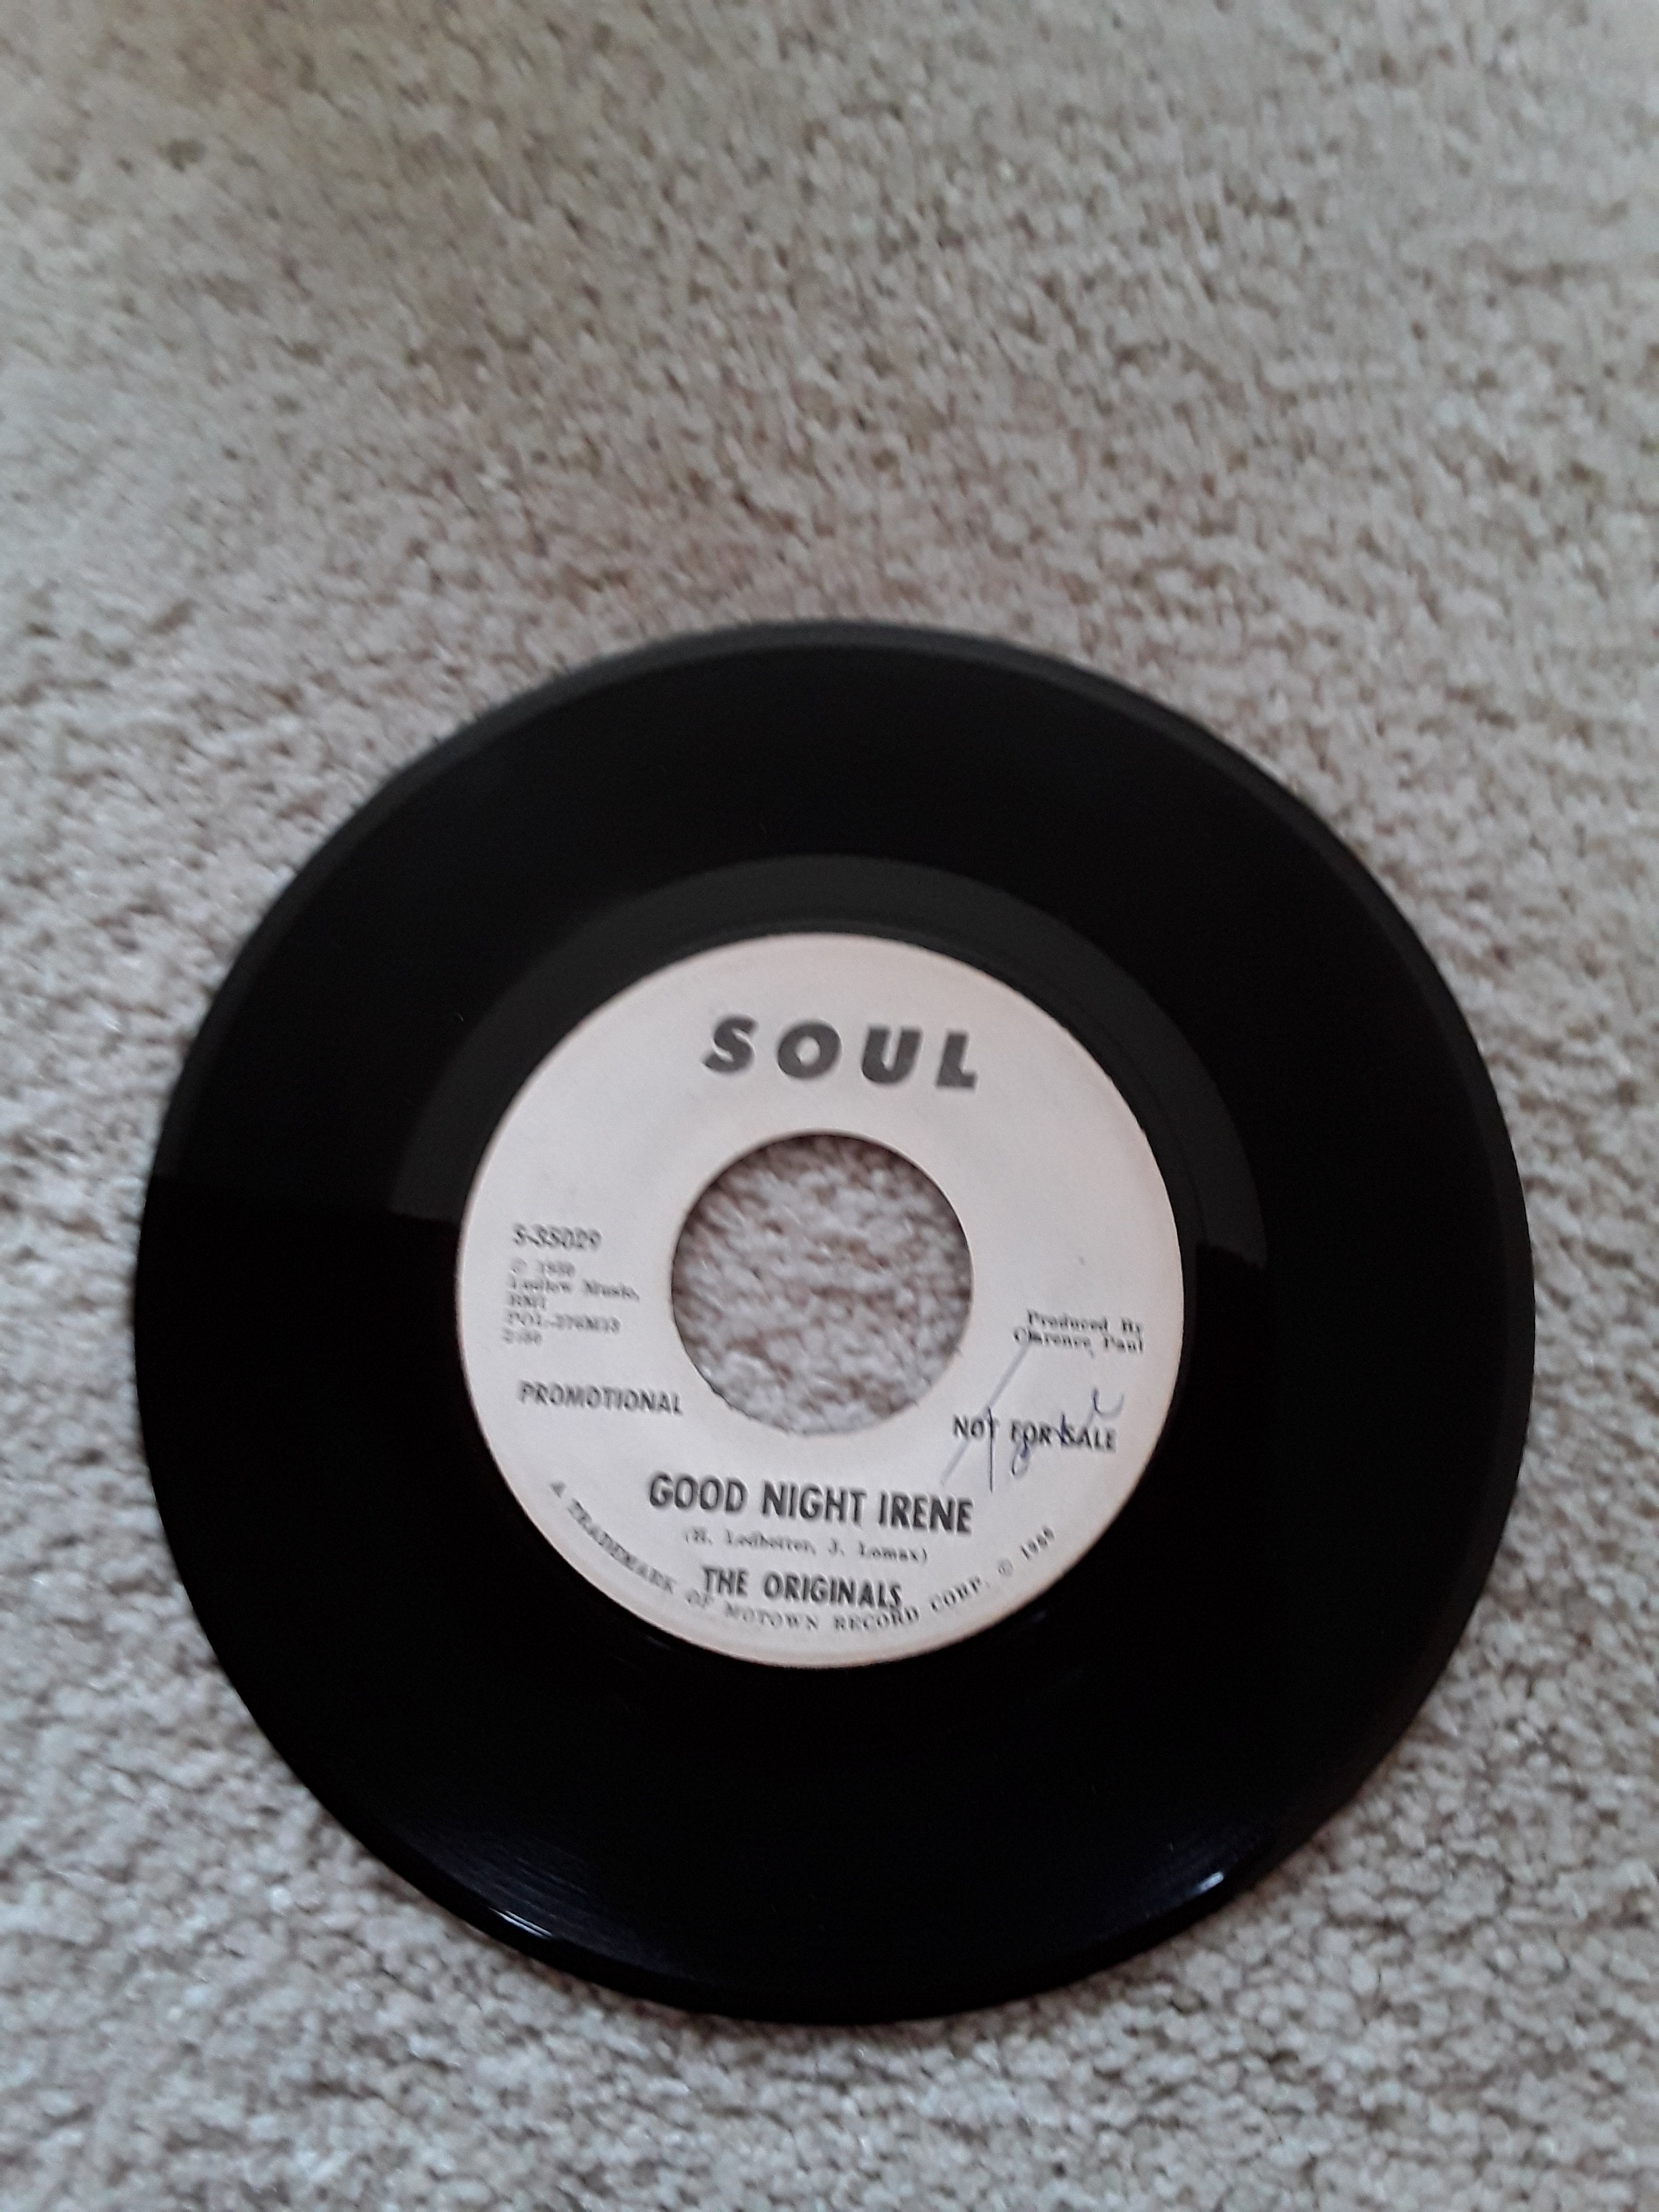 SOUL
S-35029
© 1950
Ludlow Music,
BMI
Produced By
Clarence Paul
PROMOTIONAL
NOT FOR SALE
GOOD NIGHT IRENE
(H. Ledbetter, J. Lomax)
THE ORIGINALS
A TRADEMARK OF MOTOWN RECORD CORP. © 1965